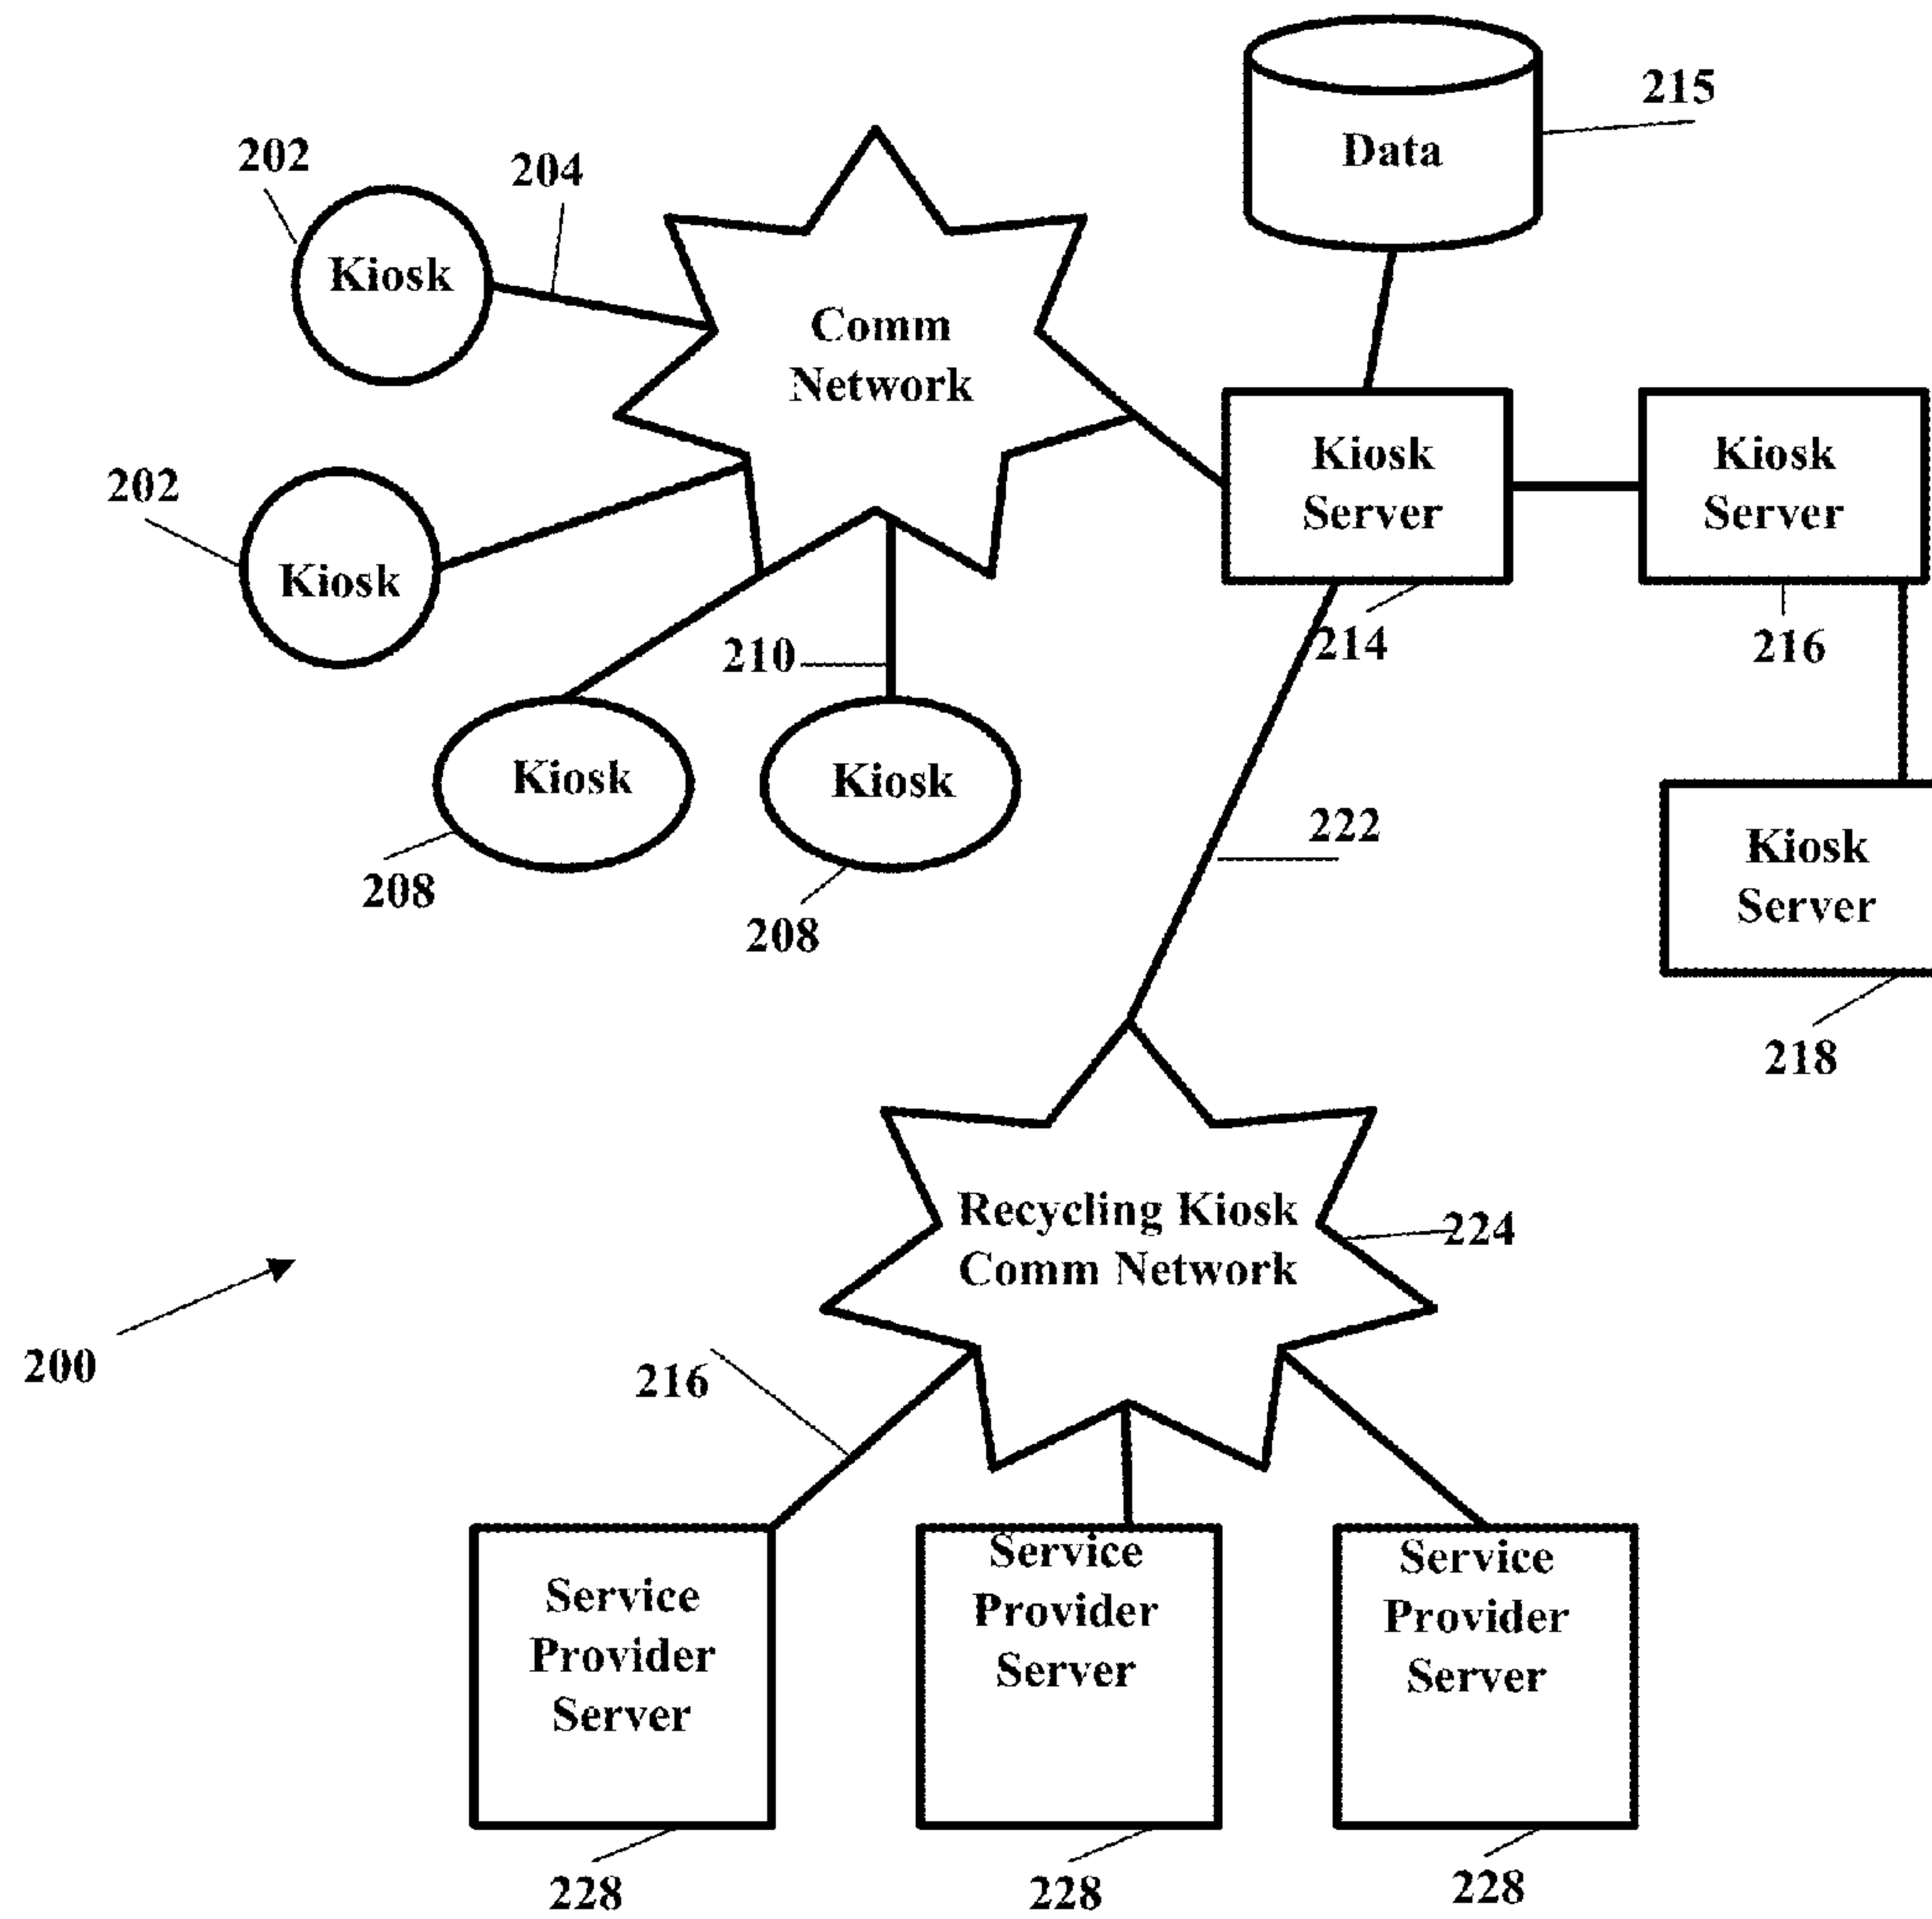 215
Data
202
204
Kiosk
Comm
Network
Kiosk
Server
Kiosk
Server
202
Kiosk
210
214
216
Kiosk
Kiosk
222
208
208
Kiosk
Server
218
Recycling Kiosk
Comm Network
224
200
216
Service
Provider
Server
Service
Provider
Server
Service
Provider
Server
228
228
228